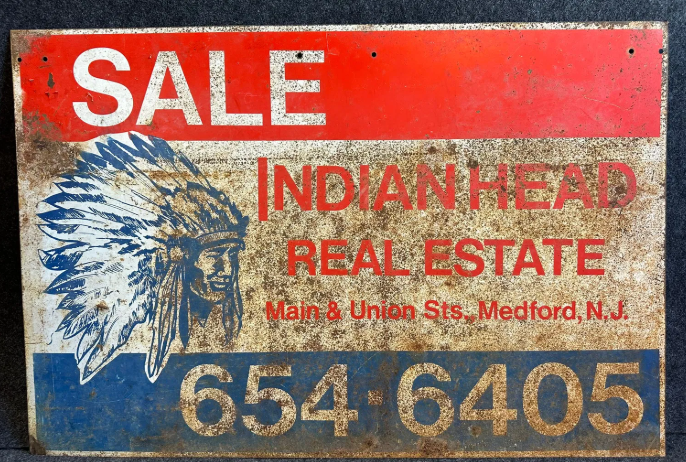 SALE
INDIAN HEAD
REAL ESTATE
Main & Union Sts., Medford, N.J.
654-6405